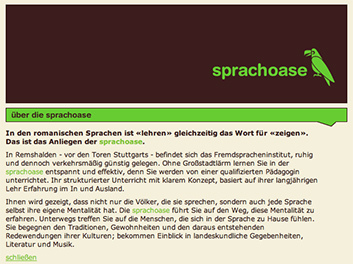 sprachoase
über die sprachoase
In den romanischen Sprachen ist «lehren» gleichzeitig das Wort für «zeigen».
Das ist das Anliegen der sprachoase.
In Remshalden - vor den Toren Stuttgarts - befindet sich das Fremdspracheninstitut, ruhig
und dennoch verkehrsmäßig günstig gelegen. Ohne Großstadtlärm lernen Sie in der
sprachoase entspannt und effektiv, denn Sie werden von einer qualifizierten Pädagogin
unterrichtet. Ihr strukturierter Unterricht mit klarem Konzept, basiert auf ihrer langjährigen
Lehr Erfahrung im In und Ausland.
Ihnen wird gezeigt, dass nicht nur die Völker, die sie sprechen, sondern auch jede Sprache
selbst ihre eigene Mentalität hat. Die sprachoase führt Sie auf den Weg, diese Mentalität zu
erfahren. Unterwegs treffen Sie auf die Menschen, die sich in der Sprache zu Hause fühlen.
Sie begegnen den Traditionen, Gewohnheiten und den daraus entstehenden
Redewendungen ihrer Kulturen; bekommen Einblick in landeskundliche Gegebenheiten,
Literatur und Musik.
schließen